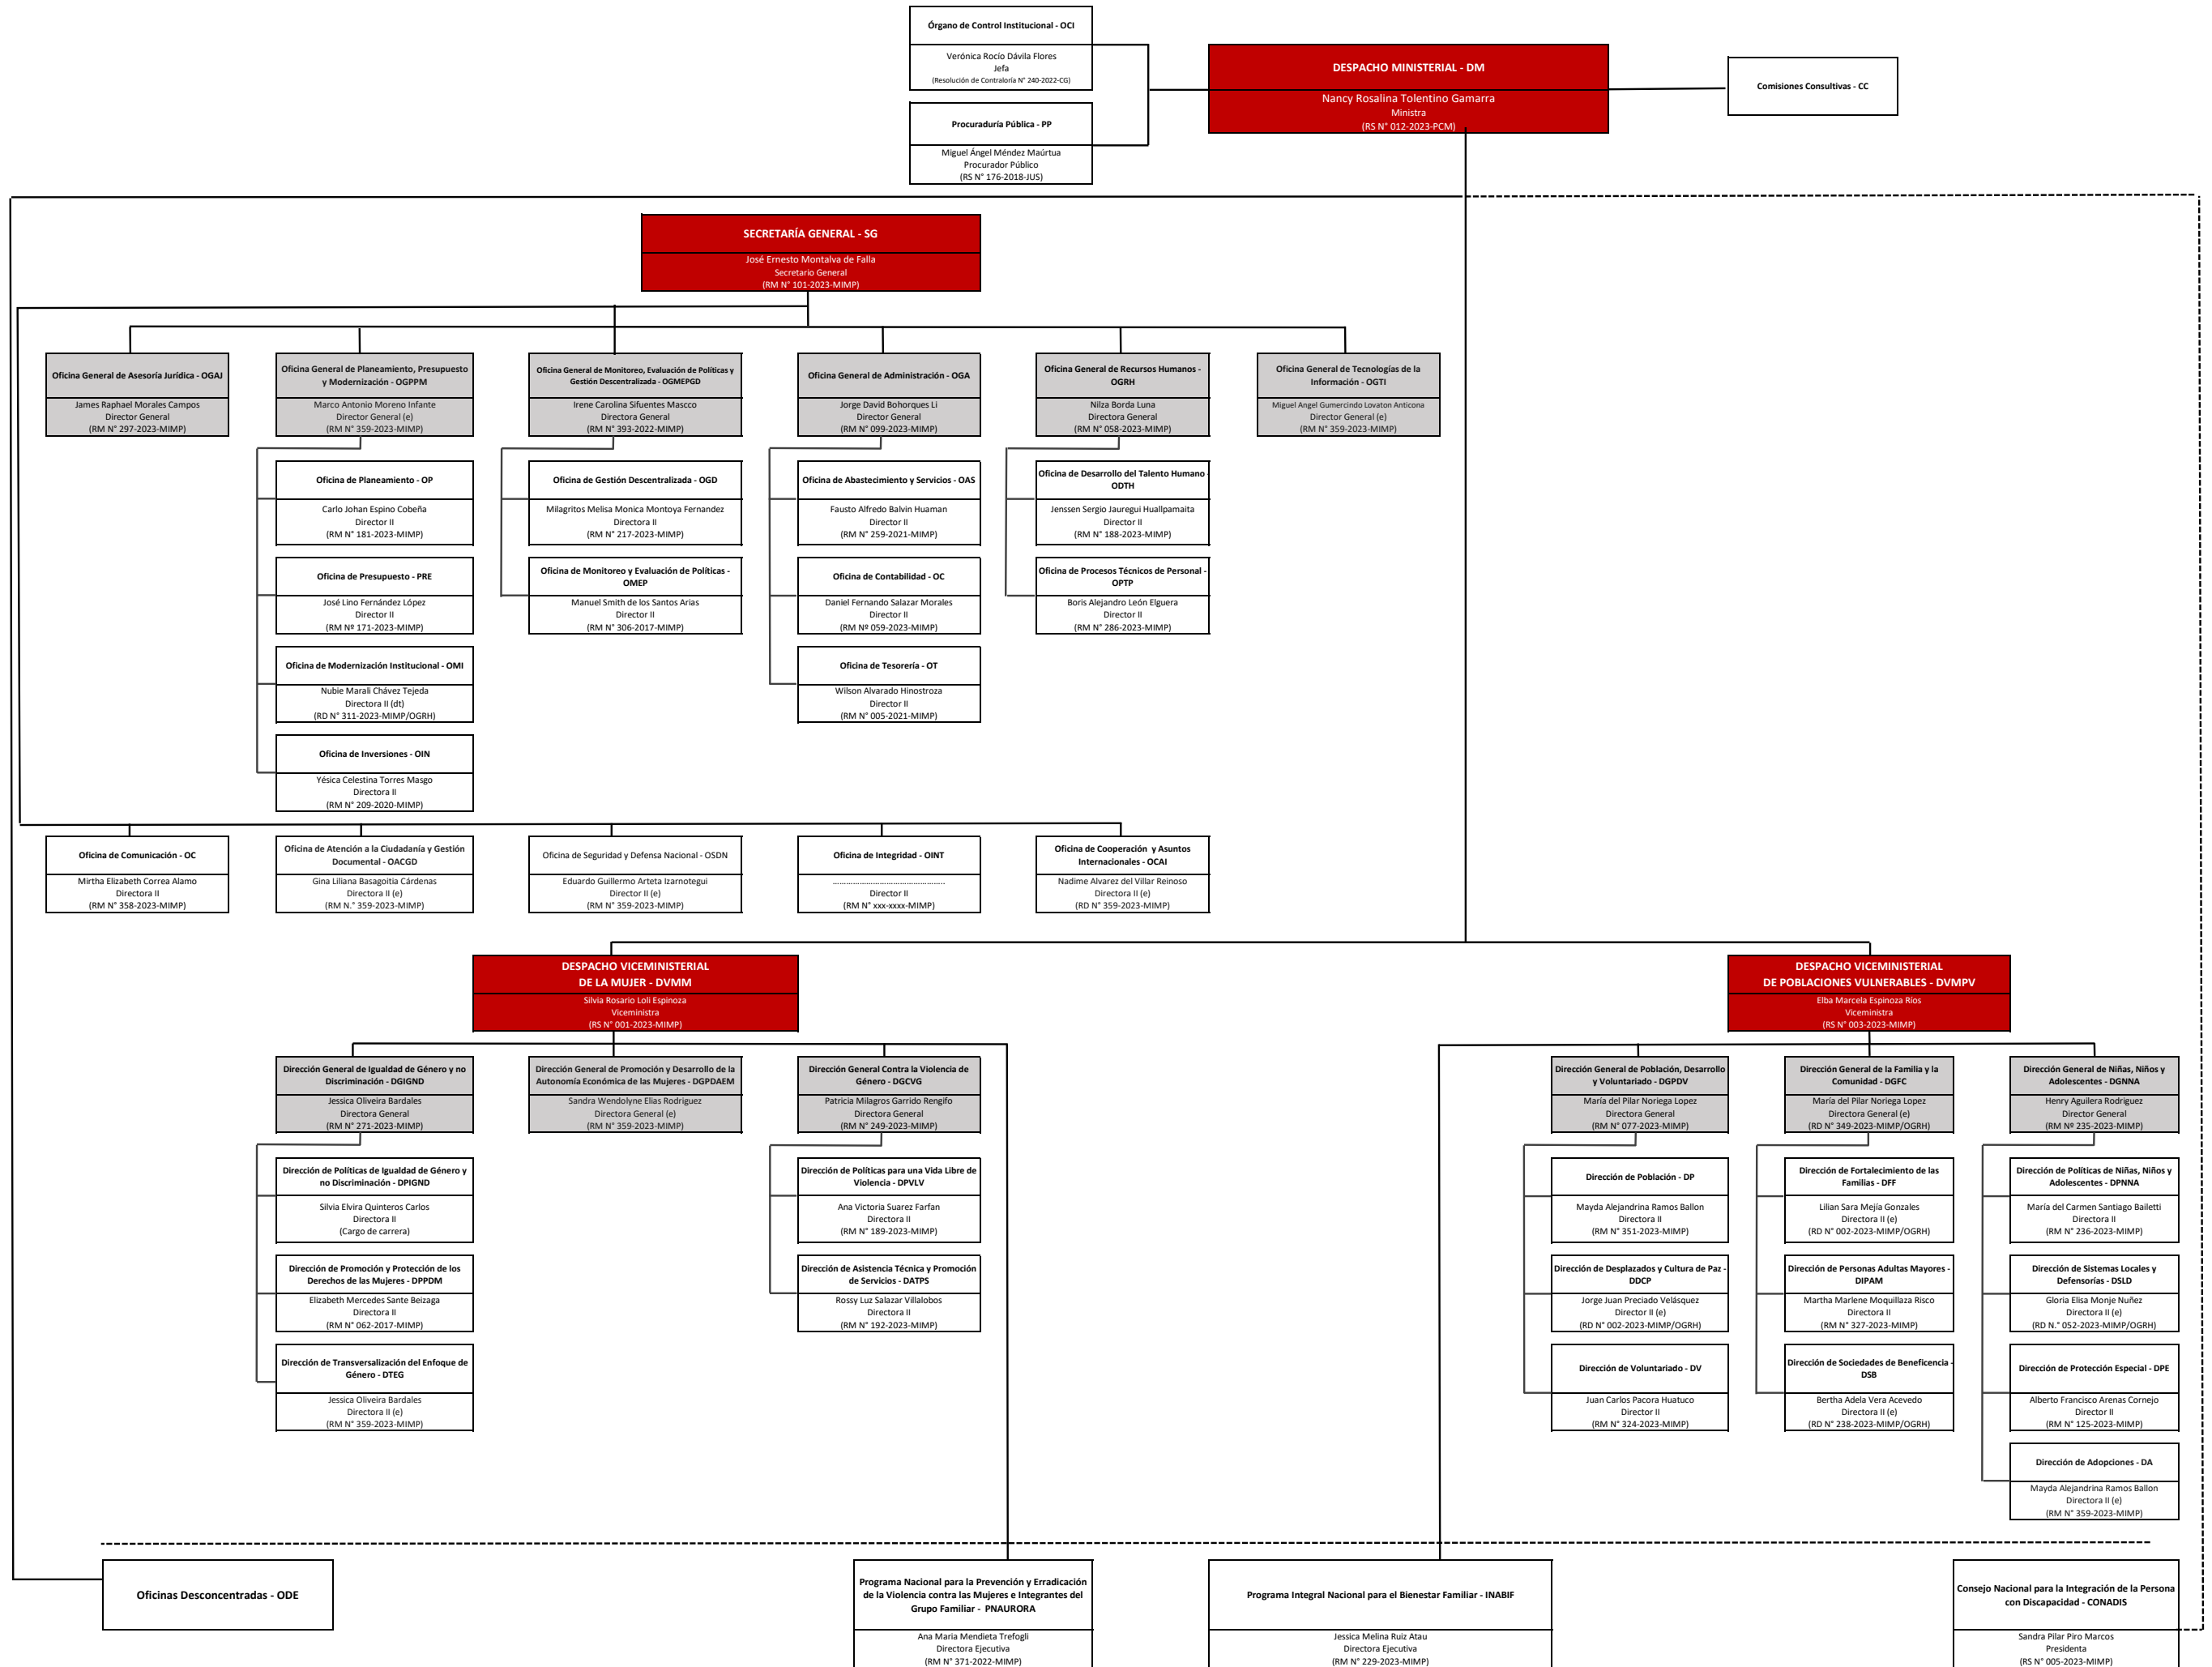 Órgano de Control Institucional - OCI
Verónica Rocío Dávila Flores
Jefa
(Resolución de Contraloría N° 240-2022-CG)
DESPACHO MINISTERIAL - DM
Nancy Rosalina Tolentino Gamarra
Ministra
(RS N° 012-2023-PCM)
Comisiones Consultivas - CC
Procuraduría Pública - PP
Miguel Ángel Méndez Maúrtua
Procurador Público
(RS N° 176-2018-JUS)
SECRETARÍA GENERAL - SG
José Ernesto Montalva de Falla
Secretario General
(RM N° 101-2023-MIMP)
Oficina General de Asesoría Jurídica - OGAJ
James Raphael Morales Campos
Director General
(RM N° 297-2023-MIMP)
Oficina General de Planeamiento, Presupuesto
y Modernización - OGPPM
Marco Antonio Moreno Infante
Director General (e)
(RM N° 359-2023-MIMP)
Oficina General de Monitoreo, Evaluación de Políticas y
Gestión Descentralizada - OGMEPGD
Irene Carolina Sifuentes Mascco
Directora General
(RM N° 393-2022-MIMP)
Oficina General de Administración - OGA
Jorge David Bohorques Li
Director General
(RM N° 099-2023-MIMP)
Oficina General de Recursos Humanos -
OGRH
Nilza Borda Luna
Directora General
(RM N° 058-2023-MIMP)
Oficina General de Tecnologías de la
Información - OGTI
Miguel Angel Gumercindo Lovaton Anticona
Director General (e)
(RM N° 359-2023-MIMP)
Oficina de Planeamiento - OP
Carlo Johan Espino Cobeña
Director II
(RM N° 181-2023-MIMP)
Oficina de Gestión Descentralizada - OGD
Milagritos Melisa Monica Montoya Fernandez
Directora II
(RM N° 217-2023-MIMP)
Oficina de Abastecimiento y Servicios - OAS
Fausto Alfredo Balvin Huaman
Director II
(RM N° 259-2021-MIMP)
Oficina de Desarrollo del Talento Humano -
ODTH
Jenssen Sergio Jauregui Huallpamaita
Director II
(RM N° 188-2023-MIMP)
Oficina de Presupuesto - PRE
José Lino Fernández López
Director II
(RM Nº 171-2023-MIMP)
Oficina de Monitoreo y Evaluación de Políticas -
OMEP
Manuel Smith de los Santos Arias
Director II
(RM N° 306-2017-MIMP)
Oficina de Contabilidad - OC
Daniel Fernando Salazar Morales
Director II
(RM Nº 059-2023-MIMP)
Oficina de Procesos Técnicos de Personal -
OPTP
Boris Alejandro León Elguera
Director II
(RM N° 286-2023-MIMP)
Oficina de Modernización Institucional - OMI
Nubie Marali Chávez Tejeda
Directora II (dt)
(RD N° 311-2023-MIMP/OGRH)
Oficina de Tesorería - OT
Wilson Alvarado Hinostroza
Director II
(RM N° 005-2021-MIMP)
Oficina de Inversiones - OIN
Yésica Celestina Torres Masgo
Directora II
(RM N° 209-2020-MIMP)
Oficina de Comunicación - OC
Mirtha Elizabeth Correa Alamo
Directora II
(RM N° 358-2023-MIMP)
Oficina de Atención a la Ciudadanía y Gestión
Documental - OACGD
Gina Liliana Basagoitia Cárdenas
Directora II (e)
(RM N.° 359-2023-MIMP)
Oficina de Seguridad y Defensa Nacional - OSDN
Eduardo Guillermo Arteta Izarnotegui
Director II (e)
(RM N° 359-2023-MIMP)
Oficina de Integridad - OINT
................................................
Director II
(RM N° xxx-xxxx-MIMP)
Oficina de Cooperación y Asuntos
Internacionales - OCAI
Nadime Alvarez del Villar Reinoso
Directora II (e)
(RD N° 359-2023-MIMP)
DESPACHO VICEMINISTERIAL
DE LA MUJER - DVMM
Silvia Rosario Loli Espinoza
Viceministra
(RS N° 001-2023-MIMP)
DESPACHO VICEMINISTERIAL
DE POBLACIONES VULNERABLES - DVMPV
Elba Marcela Espinoza Ríos
Viceministra
(RS N° 003-2023-MIMP)
Dirección General de Igualdad de Género y no
Discriminación - DGIGND
Jessica Oliveira Bardales
Directora General
(RM N° 271-2023-MIMP)
Dirección General de Promoción y Desarrollo de la
Autonomía Económica de las Mujeres - DGPDAEM
Sandra Wendolyne Elias Rodriguez
Directora General (e)
(RM N° 359-2023-MIMP)
Dirección General Contra la Violencia de
Género - DGCVG
Patricia Milagros Garrido Rengifo
Directora General
(RM N° 249-2023-MIMP)
Dirección General de Población, Desarrollo
y Voluntariado - DGPDV
María del Pilar Noriega Lopez
Directora General
(RM N° 077-2023-MIMP)
Dirección General de la Familia y la
Comunidad - DGFC
María del Pilar Noriega Lopez
Directora General (e)
(RD N° 349-2023-MIMP/OGRH)
Dirección General de Niñas, Niños y
Adolescentes - DGNNA
Henry Aguilera Rodriguez
Director General
(RM Nº 235-2023-MIMP)
Dirección de Políticas de Igualdad de Género y
no Discriminación - DPIGND
Silvia Elvira Quinteros Carlos
Directora II
(Cargo de carrera)
Dirección de Políticas para una Vida Libre de
Violencia - DPVLV
Ana Victoria Suarez Farfan
Directora II
(RM N° 189-2023-MIMP)
Dirección de Población - DP
Mayda Alejandrina Ramos Ballon
Directora II
(RM N° 351-2023-MIMP)
Dirección de Fortalecimiento de las
Familias - DFF
Lilian Sara Mejía Gonzales
Directora II (e)
(RD N° 002-2023-MIMP/OGRH)
Dirección de Políticas de Niñas, Niños y
Adolescentes - DPNNA
María del Carmen Santiago Bailetti
Directora II
(RM N° 236-2023-MIMP)
Dirección de Promoción y Protección de los
Derechos de las Mujeres - DPPDM
Elizabeth Mercedes Sante Beizaga
Directora II
(RM N° 062-2017-MIMP)
Dirección de Asistencia Técnica y Promoción
de Servicios - DATPS
Rossy Luz Salazar Villalobos
Directora II
(RM N° 192-2023-MIMP)
Dirección de Desplazados y Cultura de Paz -
DDCP
Jorge Juan Preciado Velásquez
Director II (e)
(RD N° 002-2023-MIMP/OGRH)
Dirección de Personas Adultas Mayores -
DIPAM
Martha Marlene Moquillaza Risco
Directora II
(RM N° 327-2023-MIMP)
Dirección de Sistemas Locales y
Defensorías - DSLD
Gloria Elisa Monje Nuñez
Directora II (e)
(RD N.° 052-2023-MIMP/OGRH)
Dirección de Transversalización del Enfoque de
Género - DTEG
Jessica Oliveira Bardales
Directora II (e)
(RM N° 359-2023-MIMP)
Dirección de Voluntariado - DV
Juan Carlos Pacora Huatuco
Director II
(RM N° 324-2023-MIMP)
Dirección de Sociedades de Beneficencia -
DSB
Bertha Adela Vera Acevedo
Directora II (e)
(RD N° 238-2023-MIMP/OGRH)
Dirección de Protección Especial - DPE
Alberto Francisco Arenas Cornejo
Director II
(RM N° 125-2023-MIMP)
Dirección de Adopciones - DA
Mayda Alejandrina Ramos Ballon
Directora II (e)
(RM N° 359-2023-MIMP)
Oficinas Desconcentradas - ODE
Programa Nacional para la Prevención y Erradicación
de la Violencia contra las Mujeres e Integrantes del
Grupo Familiar - PNAURORA
Ana Maria Mendieta Trefogli
Directora Ejecutiva
(RM N° 371-2022-MIMP)
Programa Integral Nacional para el Bienestar Familiar - INABIF
Jessica Melina Ruiz Atau
Directora Ejecutiva
(RM N° 229-2023-MIMP)
Consejo Nacional para la Integración de la Persona
con Discapacidad - CONADIS
Sandra Pilar Piro Marcos
Presidenta
(RS N° 005-2023-MIMP)